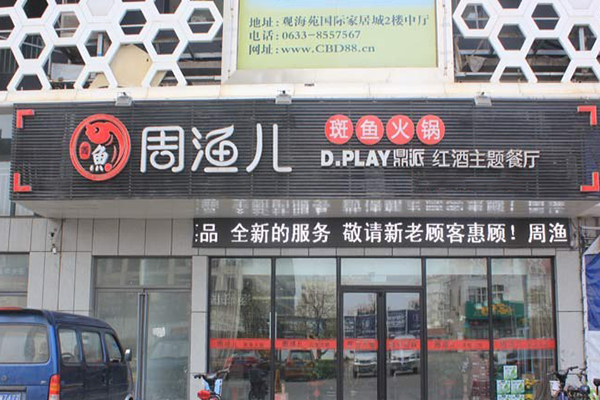 地址：观海苑国际家居城2楼中厅
电话：0633-8557567
网址：www.CBD88.cn
周渔儿
斑鱼火锅
D.PLAY鼎派 红酒主题餐厅
品 全新的服务 敬请新老顾客惠顾！周渔